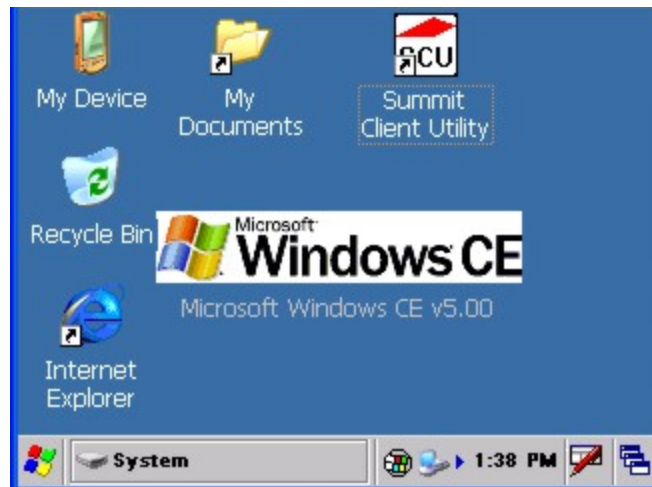 My Device
My
Documents
SCU
Summit
Client Utility
Recycle Bin
Microsoft
Windows CE
Microsoft Windows CE v5.00
Internet
Explorer
System
1:38 PM